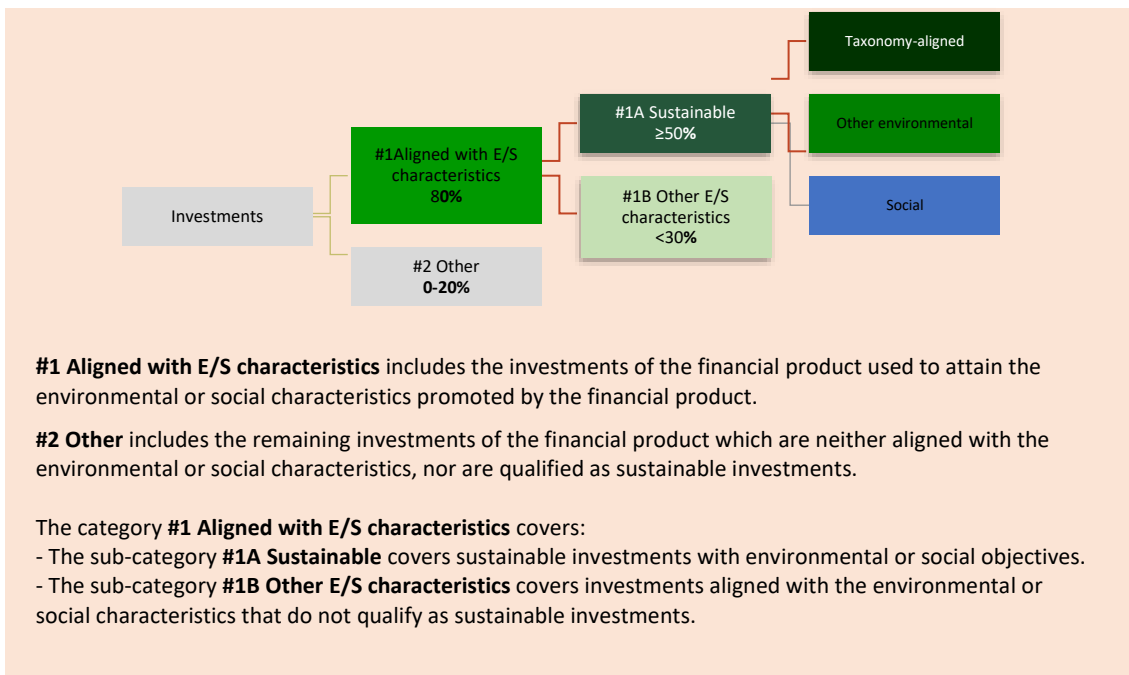 Taxonomy-aligned
#1A Sustainable
≥50%
Other environmental
#1Aligned with E/S
characteristics
80%
#1B Other E/S
characteristics
<30%
Social
Investments
#2 Other
0-20%
#1 Aligned with E/S characteristics includes the investments of the financial product used to attain the
environmental or social characteristics promoted by the financial product.
#2 Other includes the remaining investments of the financial product which are neither aligned with the
environmental or social characteristics, nor are qualified as sustainable investments.
The category #1 Aligned with E/S characteristics covers:
- The sub-category #1A Sustainable covers sustainable investments with environmental or social objectives.
- The sub-category #1B Other E/S characteristics covers investments aligned with the environmental or
social characteristics that do not qualify as sustainable investments.